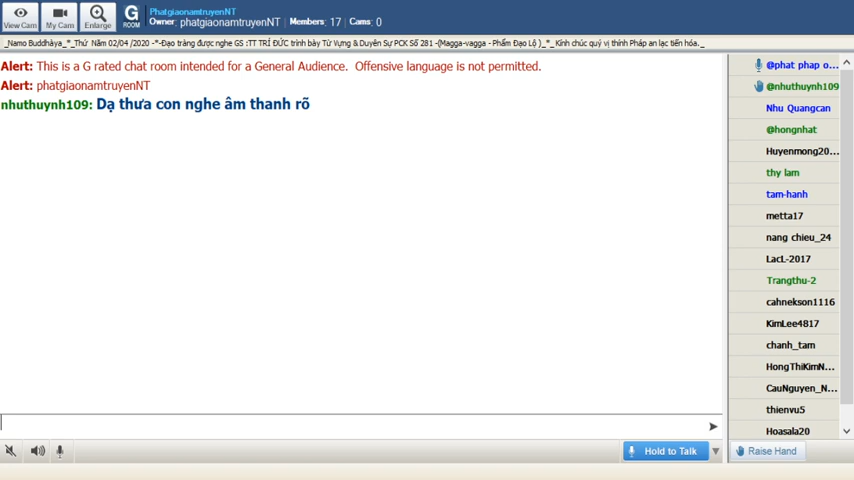 PhatgiaonamtruyenNT
Owner: phatgiaonamtruyenNT | Members: 17 | Cams: 0
View Cam
My Cam
Enlarge
G
ROOM
_Namo Buddhàya_*_Thứ Năm 02/04 /2020 -*-Đạo tràng được nghe GS :TT TRÍ ĐỨC trình bày Từ Vựng & Duyên Sự PCK Số 281 -(Magga-vagga - Phẩm Đạo Lộ )_*_ Kính chúc quý vị thính Pháp an lạc tiến hóa._
Alert: This is a G rated chat room intended for a General Audience. Offensive language is not permitted.
Alert: phatgiaonamtruyenNT
nhuthuynh109: Dạ thưa con nghe âm thanh rõ
@phat phap o...
@nhuthuynh109
Nhu Quangcan
@hongnhat
Huyenmong20...
thy lam
tam-hanh
metta17
nang chieu_24
LacL-2017
Trangthu-2
cahnekson1116
KimLee4817
chanh_tam
HongThiKimN...
CauNguyen_N...
thienvu5
Hoasala20
Hold to Talk
Raise Hand